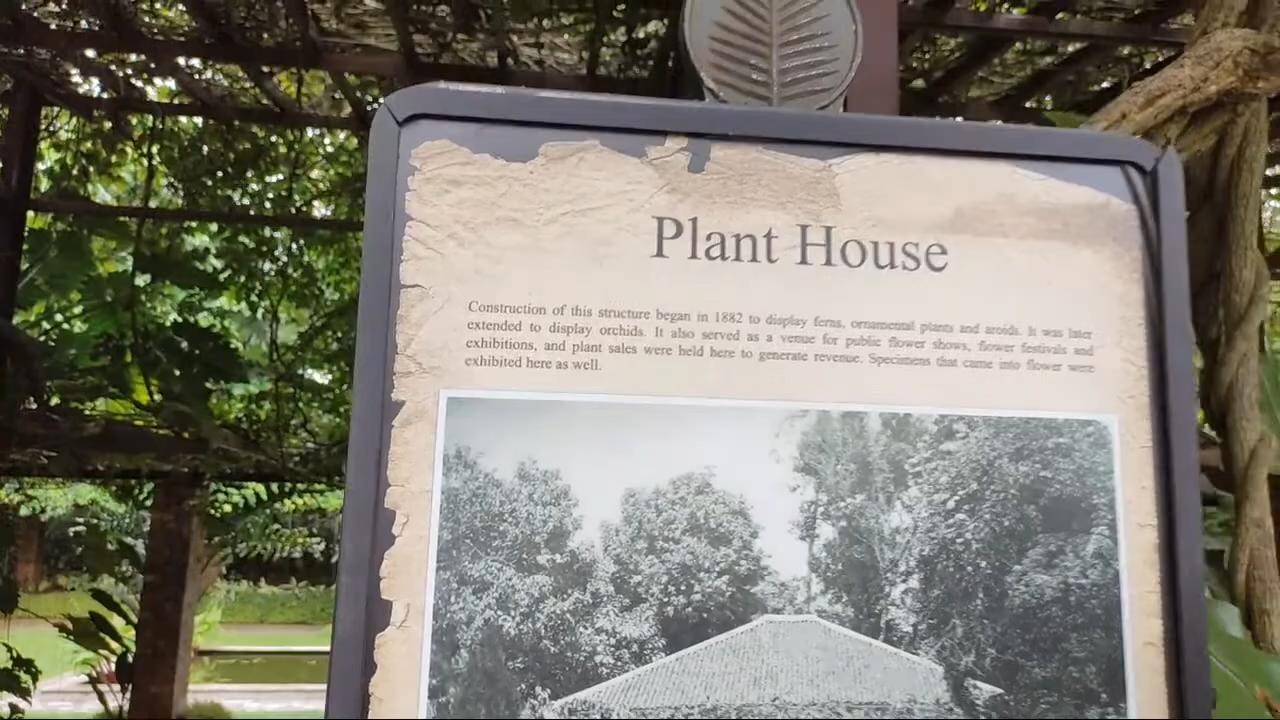 Plant House
Construction of this structure began in 1882 to display ferns, ornamental plants and aroids. It was later
extended to display orchids. It also served as a venue for public flower shows, flower festivals and
exhibitions, and plant sales were held here to generate revenue. Specimens that came into flower were
exhibited here as well.